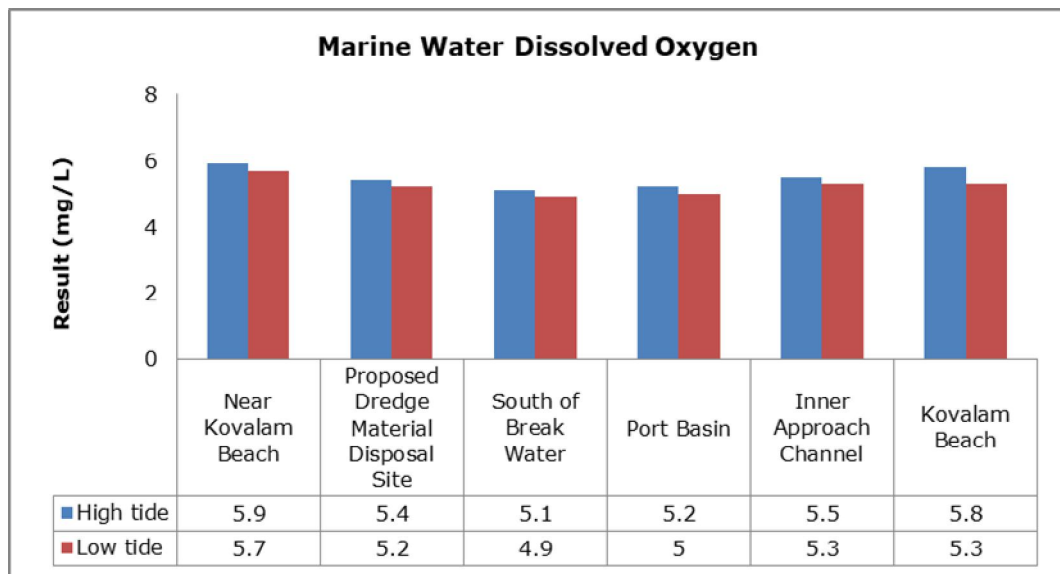 Marine Water Dissolved Oxygen
Result (mg/L)
8
6
4
2
0
Near
Kovalam
Beach
Proposed
Dredge
Material
Disposal
Site
South of
Break
Water
Port Basin
Inner
Approach
Channel
Kovalam
Beach
High tide 5.9 5.4 5.1 5.2 5.5 5.8
Low tide 5.7 5.2 4.9 5 5.3 5.3